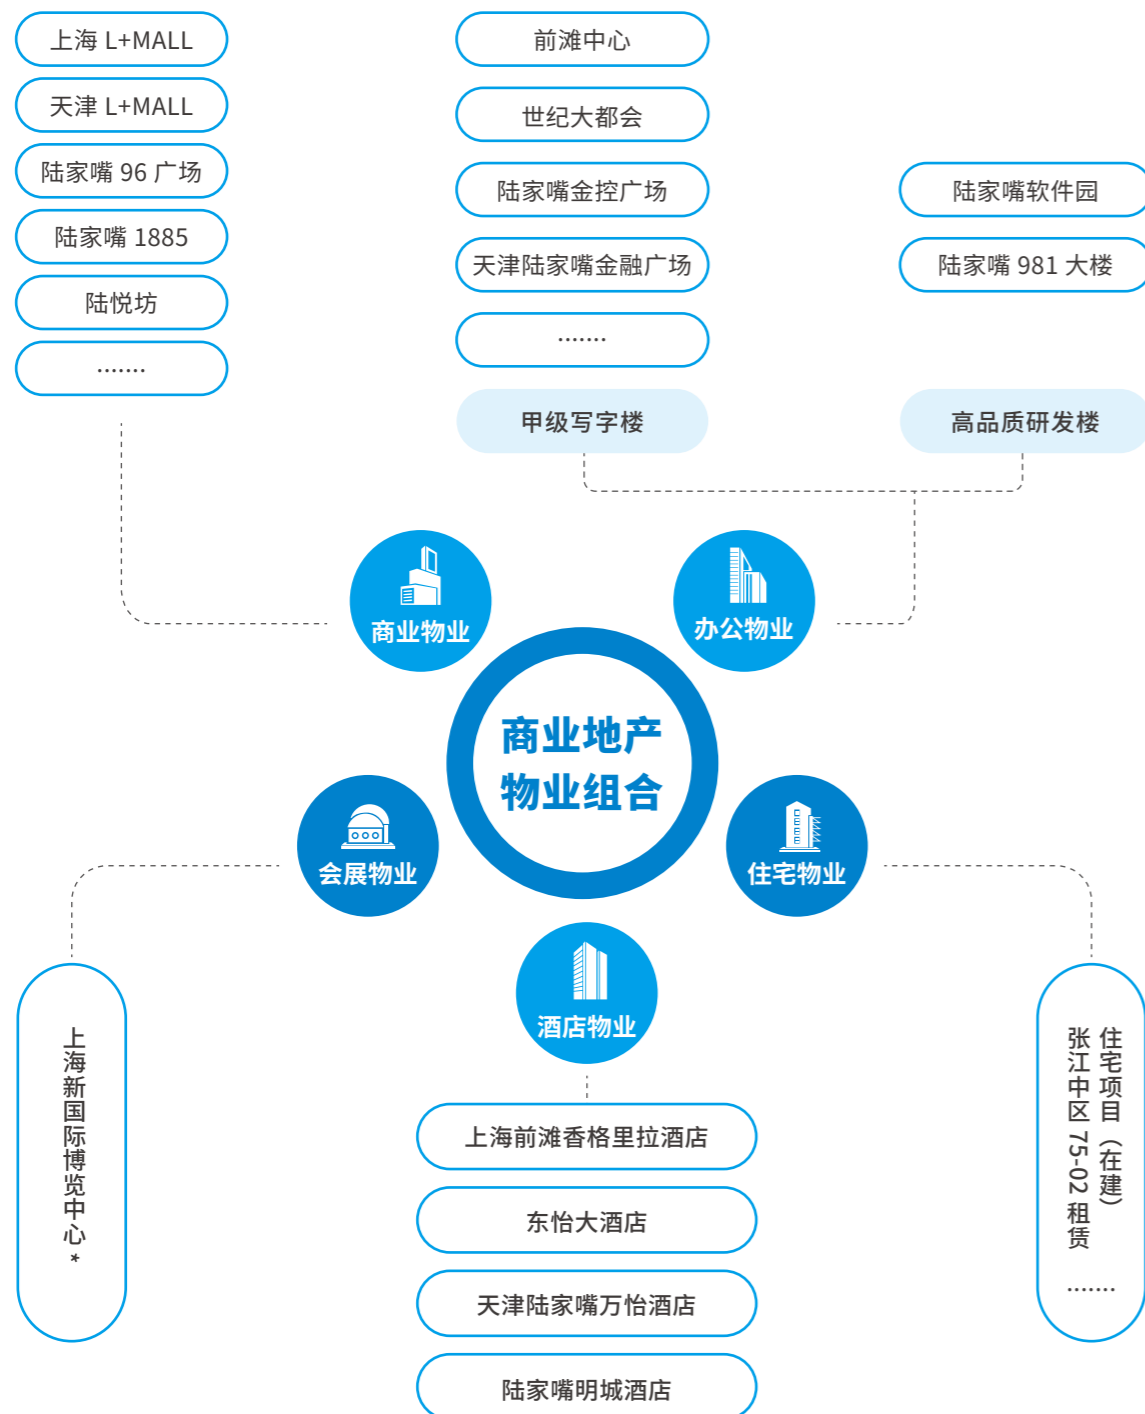 上海 L+MALL
天津 L+MALL
陆家嘴 96 广场
陆家嘴 1885
陆悦坊
·······
前滩中心
世纪大都会
陆家嘴金控广场
天津陆家嘴金融广场
·······
甲级写字楼
陆家嘴软件园
陆家嘴 981 大楼
高品质研发楼
商业物业
办公物业
商业地产
物业组合
会展物业
住宅物业
酒店物业
上海新国际博览中心*
住宅项目（在建）
张江中区 75-02 租赁
·······
上海前滩香格里拉酒店
东怡大酒店
天津陆家嘴万怡酒店
陆家嘴明城酒店